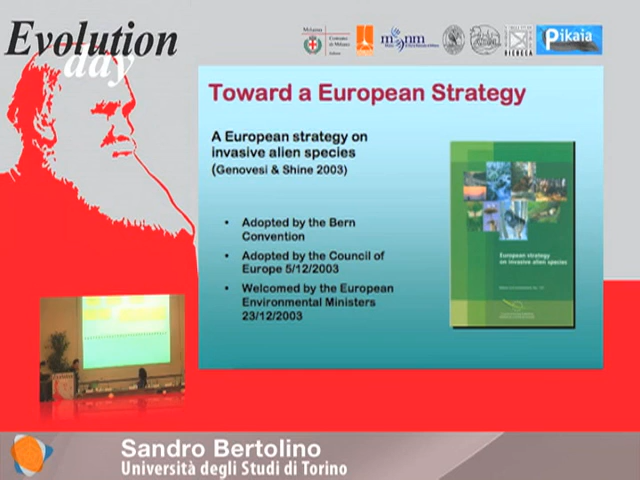 Evolution
day
Pikaia
RICERCA
Toward a European Strategy
A European strategy on
invasive alien species
(Genovesi & Shine 2003)
• Adopted by the Bern
Convention
• Adopted by the Council of
Europe 5/12/2003
• Welcomed by the European
Environmental Ministers
23/12/2003
European strategy
on invasive alien species
Sandro Bertolino
Università degli Studi di Torino